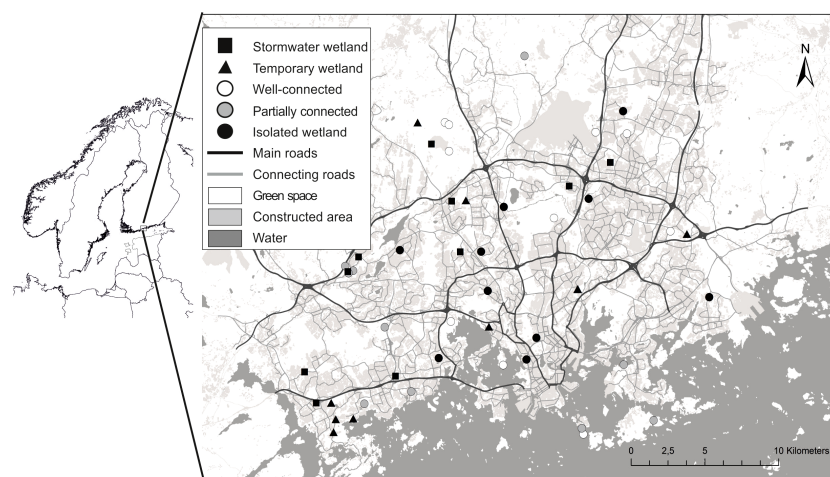 Stormwater wetland
Temporary wetland
Well-connected
Partially connected
Isolated wetland
Main roads
Connecting roads
Green space
Constructed area
Water
N
0 2,5 5 10 Kilometers